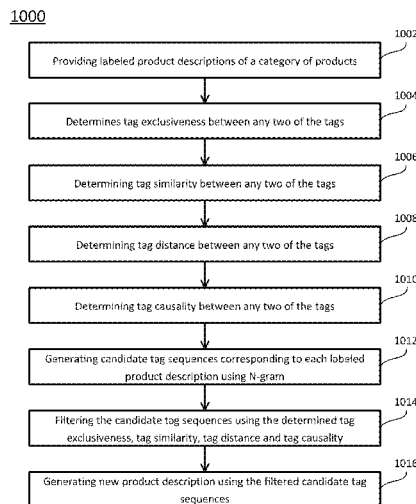 1000
1002
Providing labeled product descriptions of a category of products
1004
Determines tag exclusiveness between any two of the tags
1006
Determining tag similarity between any two of the tags
1008
Determining tag distance between any two of the tags
1010
Determining tag causality between any two of the tags
1012
Generating candidate tag sequences corresponding to each labeled
product description using N-gram
1014
Filtering the candidate tag sequences using the determined tag
exclusiveness, tag similarity, tag distance and tag causality
1016
Generating new product description using the filtered candidate tag
sequences